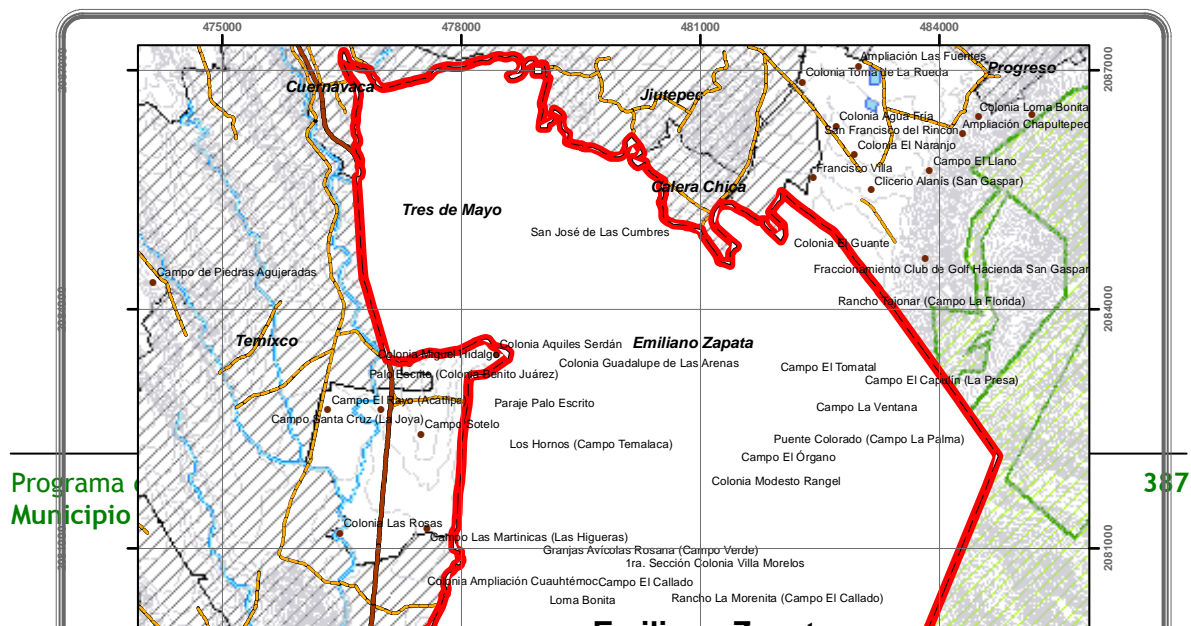 475000
478000
481000
484000
2087000
2087000
Ampliación Las Fuentes
Progreso
Colonia Toma de La Rueda
Cuernavaca
Jiutepec
Colonia Loma Bonita
Colonia Agua Fría
Ampliación Chapultepec
San Francisco del Rincón
Colonia El Naranjo
Campo El Llano
Francisco Villa
Clicerio Alanís (San Gaspar)
Calera Chica
Tres de Mayo
San José de Las Cumbres
Colonia El Guante
Campo de Piedras Agujeradas
Fraccionamiento Club de Golf Hacienda San Gaspar
Rancho Tajonar (Campo La Florida)
2084000
2084000
Temixco
Colonia Aquiles Serdán
Emiliano Zapata
Colonia Miguel Hidalgo
Colonia Guadalupe de Las Arenas
Campo El Tomatal
Palo Escrito (Colonia Benito Juárez)
Campo El Capulín (La Presa)
Campo El Rayo (Acatlipa)
Paraje Palo Escrito
Campo La Ventana
Campo Santa Cruz (La Joya)
Campo Sotelo
Los Hornos (Campo Temalaca)
Puente Colorado (Campo La Palma)
Campo El Órgano
Colonia Modesto Rangel
Programa
387
Municipio
Colonia Las Rosas
Campo Las Martinicas (Las Higueras)
2081000
2081000
Granjas Avícolas Rosana (Campo Verde)
1ra. Sección Colonia Villa Morelos
Colonia Ampliación Cuauhtémoc
Campo El Callado
Loma Bonita
Rancho La Morenita (Campo El Callado)
Emiliano Zapata